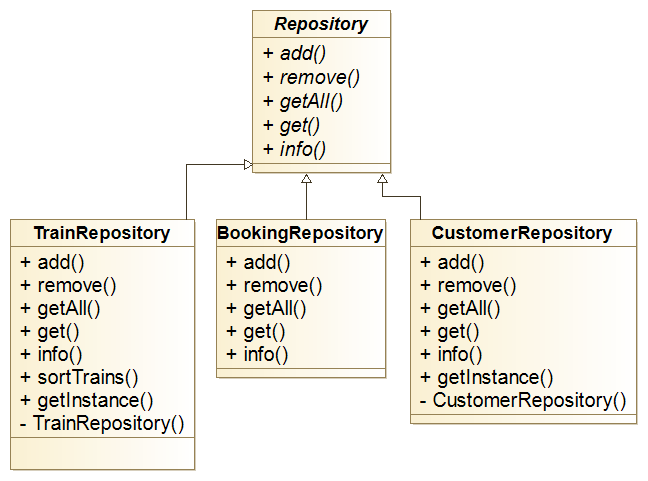 Repository
+ add()
+ remove()
+ getAll()
+ get()
+ info()
TrainRepository
+ add()
+ remove()
+ getAll()
+ get()
+ info()
+ sortTrains()
+ getInstance()
- TrainRepository()
BookingRepository
+ add()
+ remove()
+ getAll()
+ get()
+ info()
CustomerRepository
+ add()
+ remove()
+ getAll()
+ get()
+ info()
+ getInstance()
- CustomerRepository()